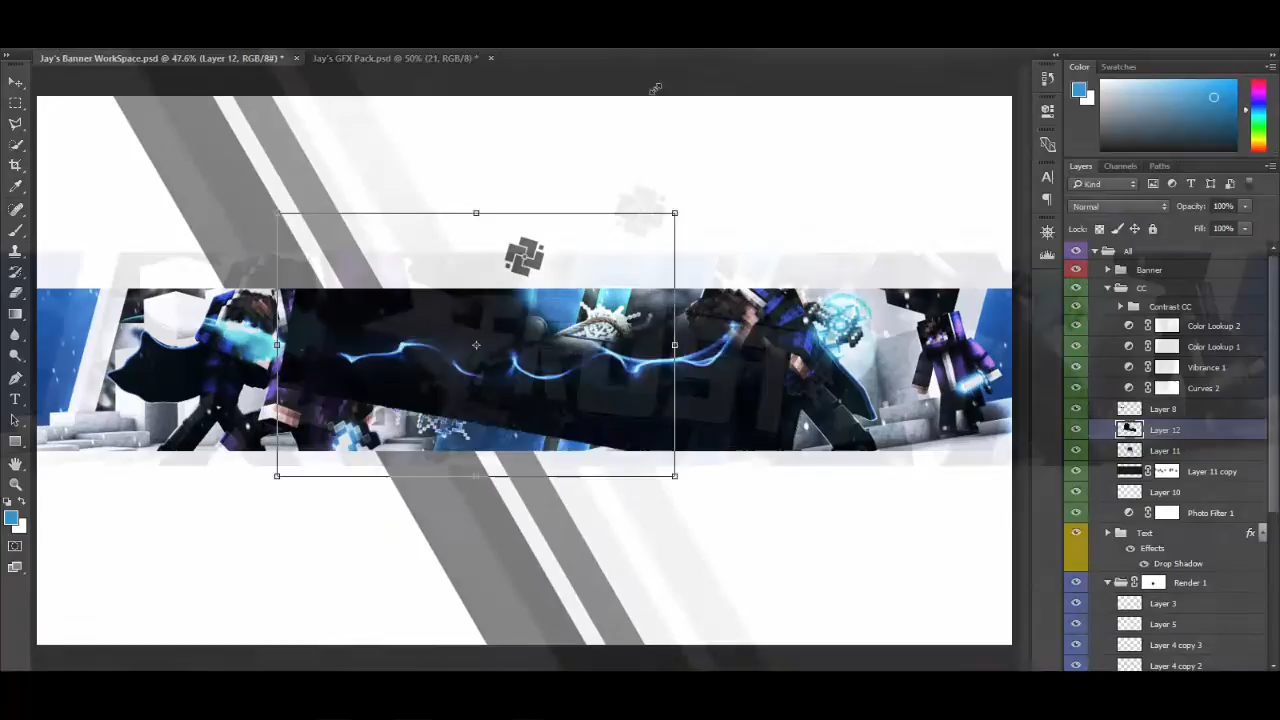 Jay's Banner WorkSpace.psd @ 47.6% (Layer 12, RGB/8#) *
Jay's GFX Pack.psd @ 50% (21, RGB/8) *
Color
Swatches
Layers
Channels
Paths
Kind
Normal
Opacity: 100%
Lock:
Fill: 100%
All
Banner
CC
Contrast CC
Color Lookup 2
Color Lookup 1
Vibrance 1
Curves 2
Layer 8
Layer 12
Layer 11
Layer 11 copy
Layer 10
Photo Filter 1
Text
fx
Effects
Drop Shadow
Render 1
Layer 3
Layer 5
Layer 4 copy 3
Layer 4 copy 2